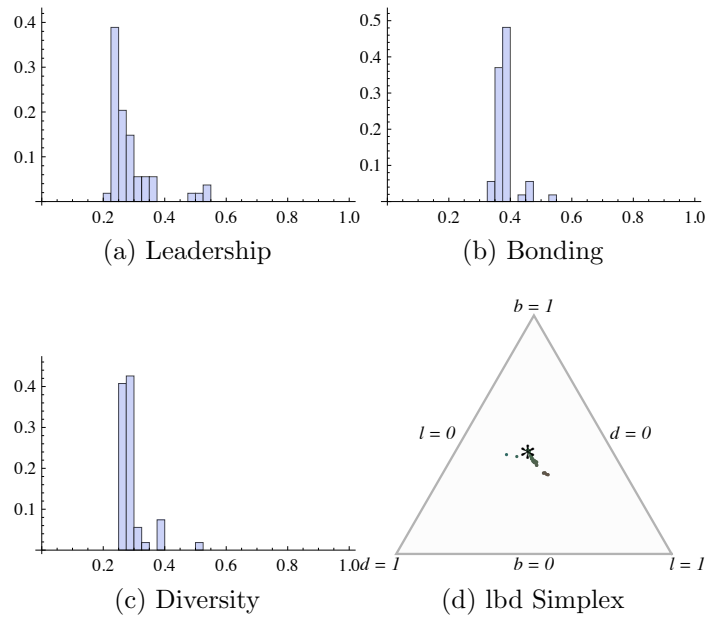 0.4
0.3
0.2
0.1
0.2 0.4 0.6 0.8 1.0
(a) Leadership
0.5
0.4
0.3
0.2
0.1
0.2 0.4 0.6 0.8 1.0
(b) Bonding
0.4
0.3
0.2
0.1
0.2 0.4 0.6 0.8 1.0
(c) Diversity
b = 1
l = 0 d = 0
d = 1 b = 0 l = 1
(d) lbd Simplex